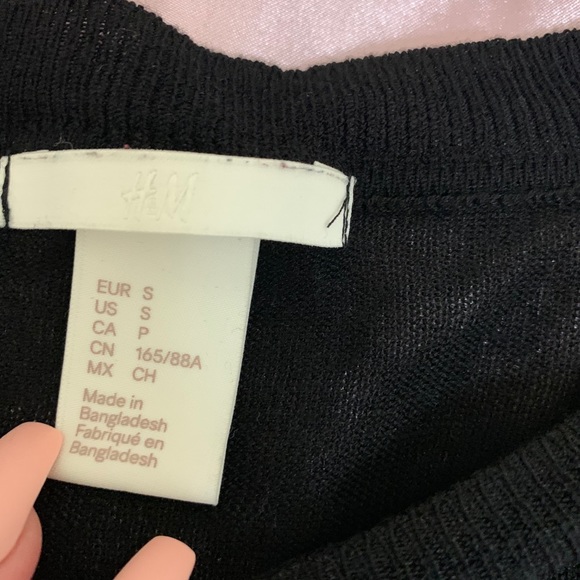 H&M
EUR S
US S
CA P
CN 165/88A
MX CH
Made in
Bangladesh
Fabriqué en
Bangladesh